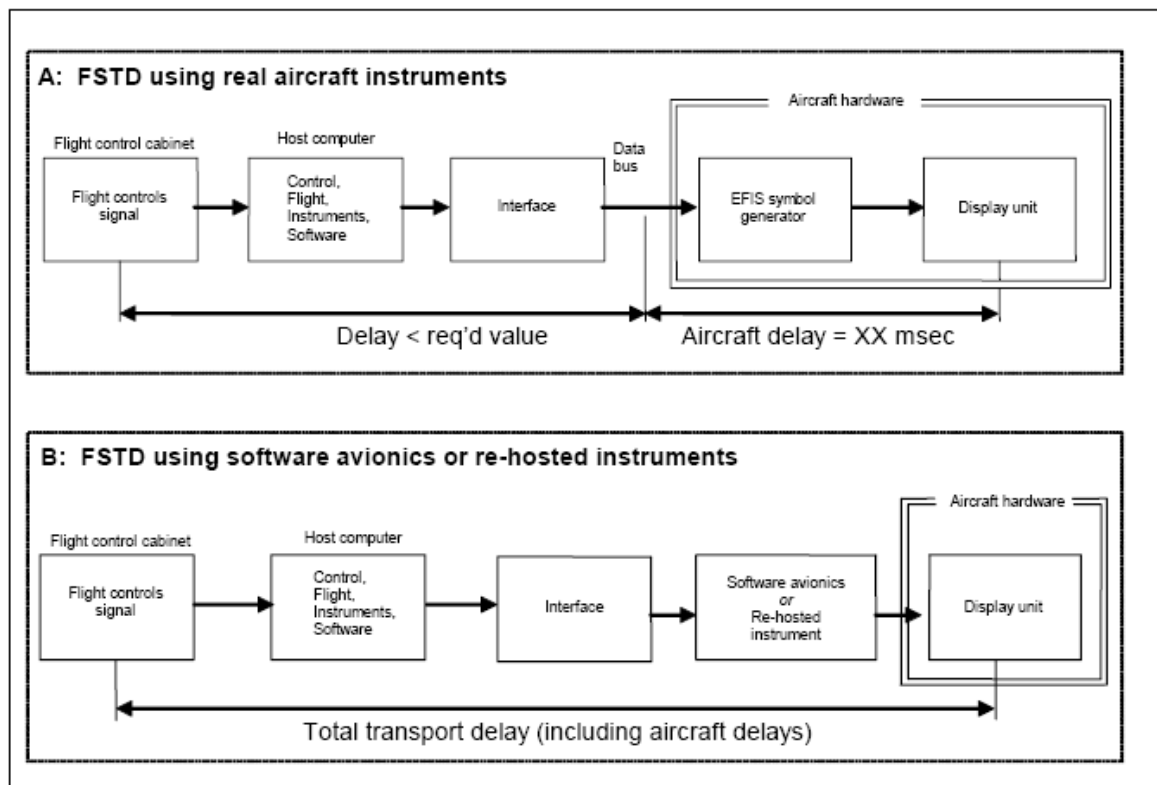 A: FSTD using real aircraft instruments
Aircraft hardware
Flight control cabinet
Host computer
Data
bus
Flight controls
signal
Control,
Flight,
Instruments,
Software
Interface
EFIS symbol
generator
Display unit
Delay < req'd value
Aircraft delay = XX msec
B: FSTD using software avionics or re-hosted instruments
Aircraft hardware
Flight control cabinet
Host computer
Flight controls
signal
Control,
Flight,
Instruments,
Software
Interface
Software avionics
or
Re-hosted
instrument
Display unit
Total transport delay (including aircraft delays)